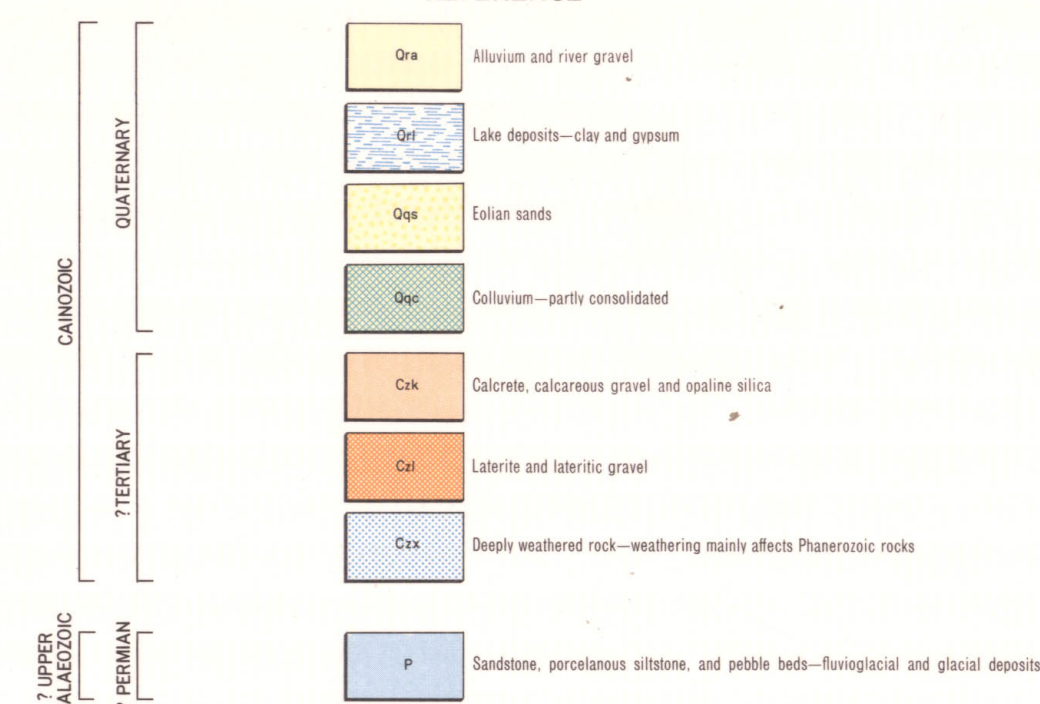 CAINOZOIC
QUATERNARY
Qra Alluvium and river gravel
Qrl Lake deposits—clay and gypsum
Qqs Eolian sands
Qqc Colluvium—partly consolidated
?TERTIARY
Czk Calcrete, calcareous gravel and opaline silica
Czl Laterite and lateritic gravel
Czx Deeply weathered rock—weathering mainly affects Phanerozoic rocks
? UPPER
ALAEOZOIC
PERMIAN
P Sandstone, porcelanous siltstone, and pebble beds—fluvioglacial and glacial deposits